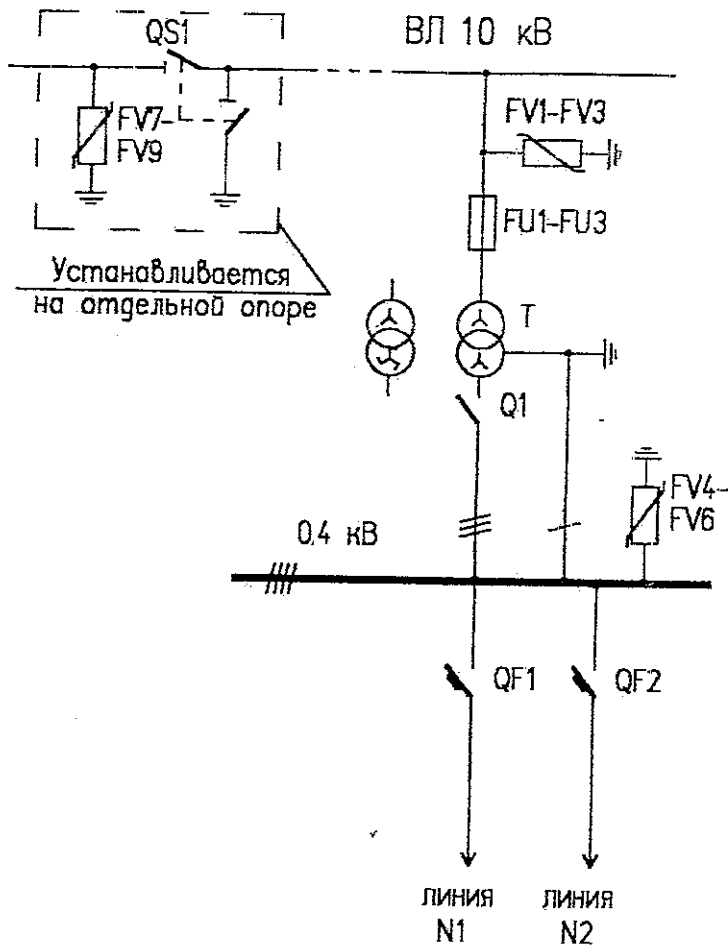 QS1
ВЛ 10 кВ
FV7-
FV9
FV1-FV3
FU1-FU3
Устанавливается
на отдельной опоре
T
Q1
FV4-
FV6
0.4 кВ
QF1
QF2
линия
N1
линия
N2